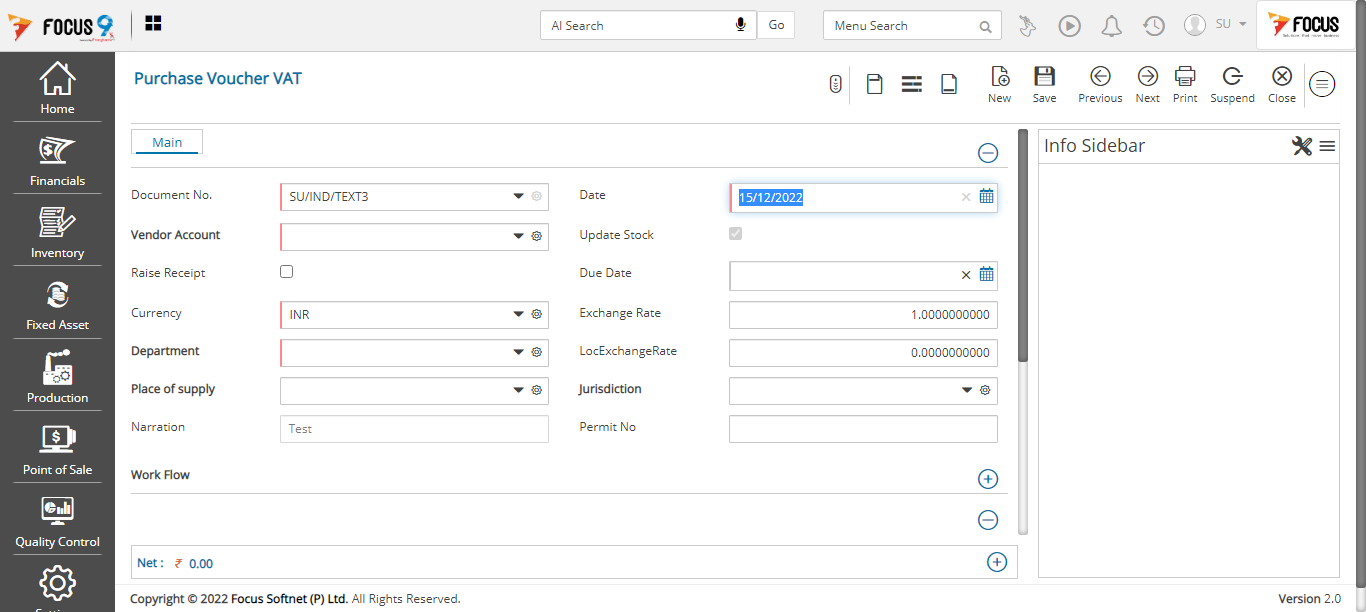 FOCUS 9
AI Search
Go
Menu Search
SU
FOCUS
Home
Financials
Inventory
Fixed Asset
Production
Point of Sale
Quality Control
Purchase Voucher VAT
New
Save
Previous
Next
Print
Suspend
Close
Main
Document No.
SU/IND/TEXT3
Date
15/12/2022
Vendor Account
Update Stock
Raise Receipt
Due Date
Currency
INR
Exchange Rate
1.0000000000
Department
LocExchangeRate
0.0000000000
Place of supply
Jurisdiction
Narration
Test
Permit No
Work Flow
Net : ₹ 0.00
Info Sidebar
Copyright © 2022 Focus Softnet (P) Ltd. All Rights Reserved.
Version 2.0